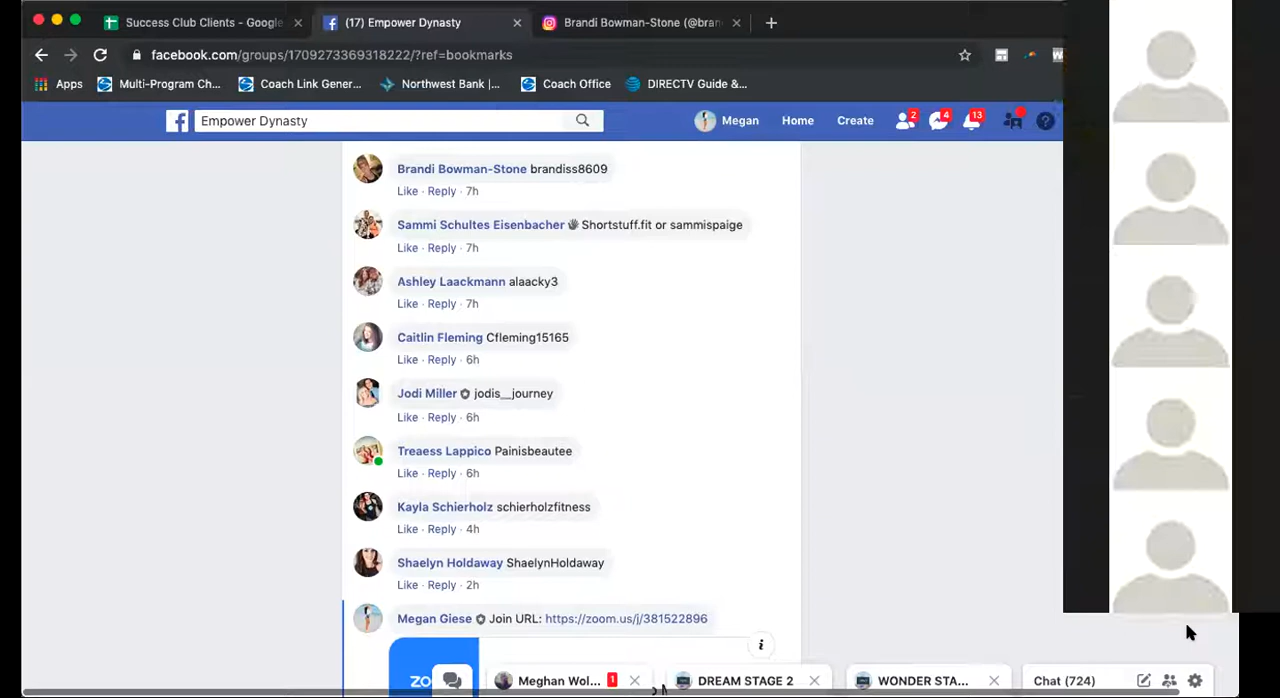 Success Club Clients - Google
(17) Empower Dynasty
Brandi Bowman-Stone (@bran
facebook.com/groups/1709273369318222/?ref=bookmarks
Apps Multi-Program Ch... Coach Link Gener... Northwest Bank |... Coach Office DIRECTV Guide &...
Empower Dynasty
Megan Home Create 2 4 13
Brandi Bowman-Stone brandiss8609
Like · Reply · 7h
Sammi Schultes Eisenbacher Shortstuff.fit or sammispaige
Like · Reply · 7h
Ashley Laackmann alaacky3
Like · Reply · 7h
Caitlin Fleming Cfleming15165
Like · Reply · 6h
Jodi Miller jodis__journey
Like · Reply · 6h
Treaess Lappico Painisbeautee
Like · Reply · 6h
Kayla Schierholz schierholzfitness
Like · Reply · 4h
Shaelyn Holdaway ShaelynHoldaway
Like · Reply · 2h
Megan Giese Join URL: https://zoom.us/j/381522896
zo
Meghan Wol... 1 DREAM STAGE 2 WONDER STA... Chat (724)